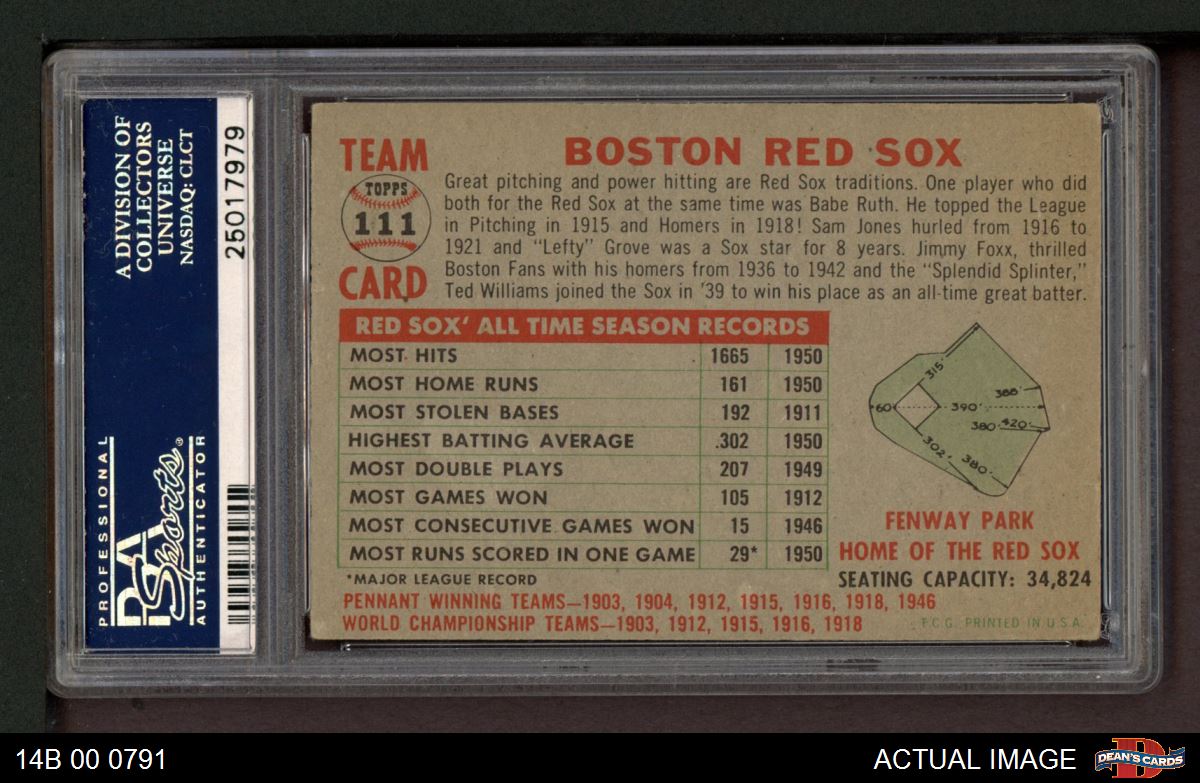 A DIVISION OF
COLLECTORS
UNIVERSE
NASDAQ: CLCT
25017979
PROFESSIONAL
PSA
Sports®
AUTHENTICATOR
TEAM
TOPPS
111
CARD
BOSTON RED SOX
Great pitching and power hitting are Red Sox traditions. One player who did
both for the Red Sox at the same time was Babe Ruth. He topped the League
in Pitching in 1915 and Homers in 1918! Sam Jones hurled from 1916 to
1921 and "Lefty" Grove was a Sox star for 8 years. Jimmy Foxx, thrilled
Boston Fans with his homers from 1936 to 1942 and the "Splendid Splinter,"
Ted Williams joined the Sox in '39 to win his place as an all-time great batter.
RED SOX' ALL TIME SEASON RECORDS
MOST HITS 1665 1950
MOST HOME RUNS 161 1950
MOST STOLEN BASES 192 1911
HIGHEST BATTING AVERAGE .302 1950
MOST DOUBLE PLAYS 207 1949
MOST GAMES WON 105 1912
MOST CONSECUTIVE GAMES WON 15 1946
MOST RUNS SCORED IN ONE GAME 29* 1950
*MAJOR LEAGUE RECORD
PENNANT WINNING TEAMS—1903, 1904, 1912, 1915, 1916, 1918, 1946
WORLD CHAMPIONSHIP TEAMS—1903, 1912, 1915, 1916, 1918
315'
388'
60'
390'
380'
420'
302'
380'
FENWAY PARK
HOME OF THE RED SOX
SEATING CAPACITY: 34,824
T.C.G. PRINTED IN U.S.A.
14B 00 0791
ACTUAL IMAGE
DEAN'S CARDS